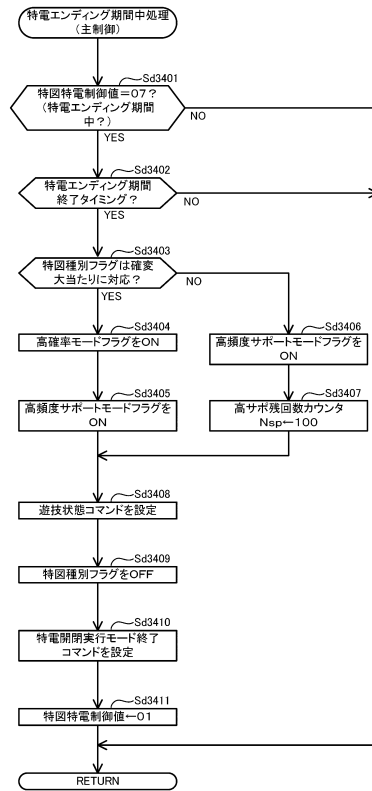 特電エンディング期間中処理
（主制御）
Sd3401
特図特電制御値＝０７？
（特電エンディング期間
中？）
NO
YES
Sd3402
特電エンディング期間
終了タイミング？
NO
YES
Sd3403
特図種別フラグは確変
大当たりに対応？
NO
YES
Sd3404
高確率モードフラグをON
Sd3406
高頻度サポートモードフラグを
ON
Sd3405
高頻度サポートモードフラグを
ON
Sd3407
高サポ残回数カウンタ
Nsp←100
Sd3408
遊技状態コマンドを設定
Sd3409
特図種別フラグをOFF
Sd3410
特電開閉実行モード終了
コマンドを設定
Sd3411
特図特電制御値←０１
RETURN